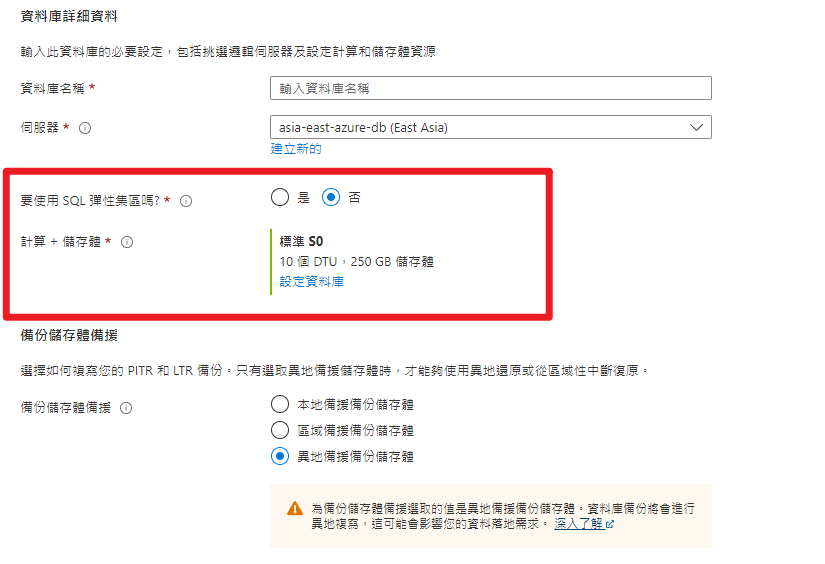 資料庫詳細資料
輸入此資料庫的必要設定，包括挑選邏輯伺服器及設定計算和儲存體資源
資料庫名稱 *
輸入資料庫名稱
伺服器 *
asia-east-azure-db (East Asia)
建立新的
要使用 SQL 彈性集區嗎? *
是 否
計算 + 儲存體 *
標準 S0
10 個 DTU，250 GB 儲存體
設定資料庫
備份儲存體備援
選擇如何複寫您的 PITR 和 LTR 備份。只有選取異地備援儲存體時，才能夠使用異地還原或從區域性中斷復原。
備份儲存體備援
本地備援備份儲存體
區域備援備份儲存體
異地備援備份儲存體
為備份儲存體備援選取的值是異地備援備份儲存體。資料庫備份將會進行
異地複寫，這可能會影響您的資料落地需求。 深入了解